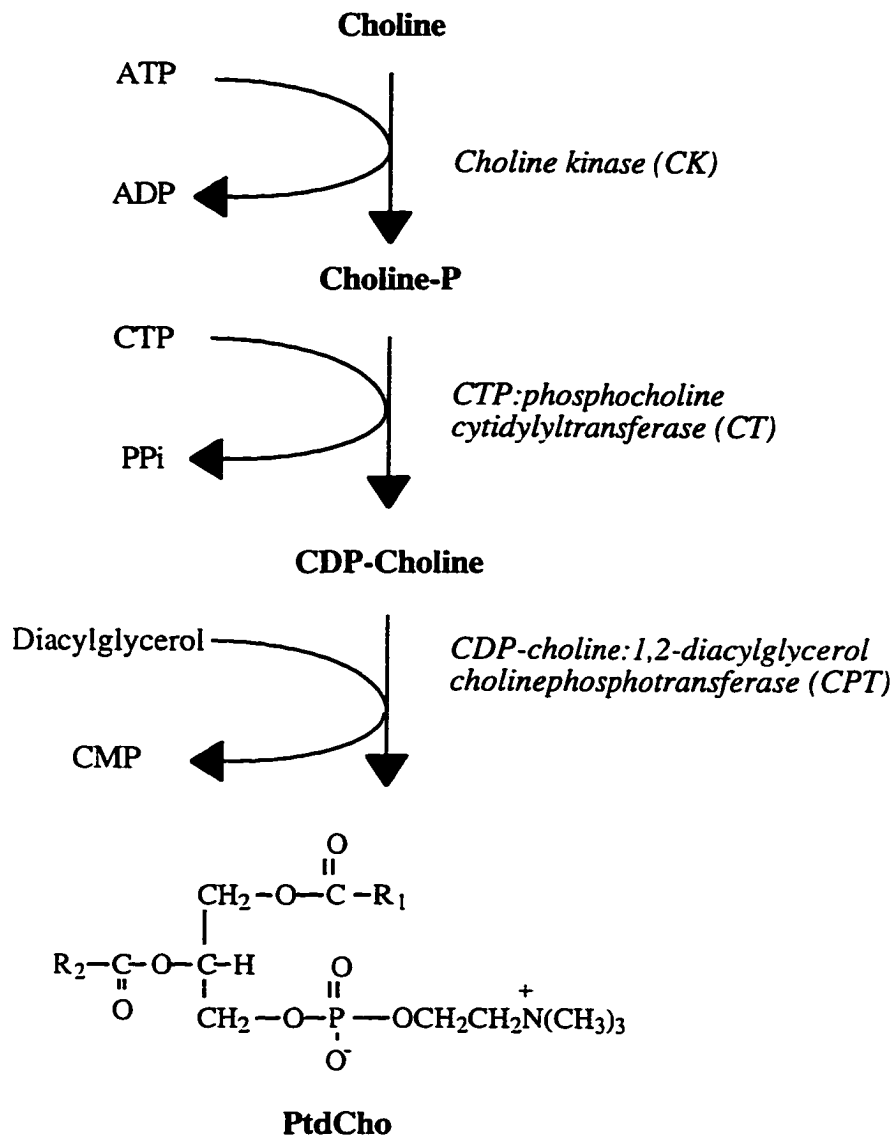 Choline
ATP
ADP
Choline kinase (CK)
Choline-P
CTP
PPi
CTP:phosphocholine
cytidylyltransferase (CT)
CDP-Choline
Diacylglycerol
CMP
CDP-choline:1,2-diacylglycerol
cholinephosphotransferase (CPT)
O
CH2-O-C-R1
R2-C-O-C-H
O
O
CH2-O-P-OCH2CH2N(CH3)3
+
O-
PtdCho